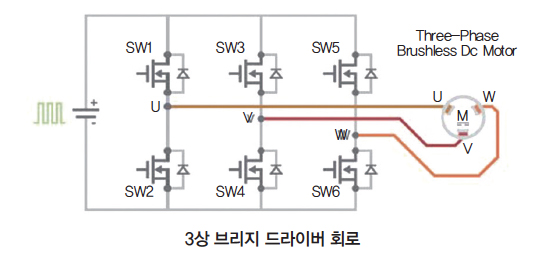 SW1
SW3
SW5
Three-Phase
Brushless Dc Motor
U
V
W
U
W
M
V
+
SW2
SW4
SW6
3상 브리지 드라이버 회로